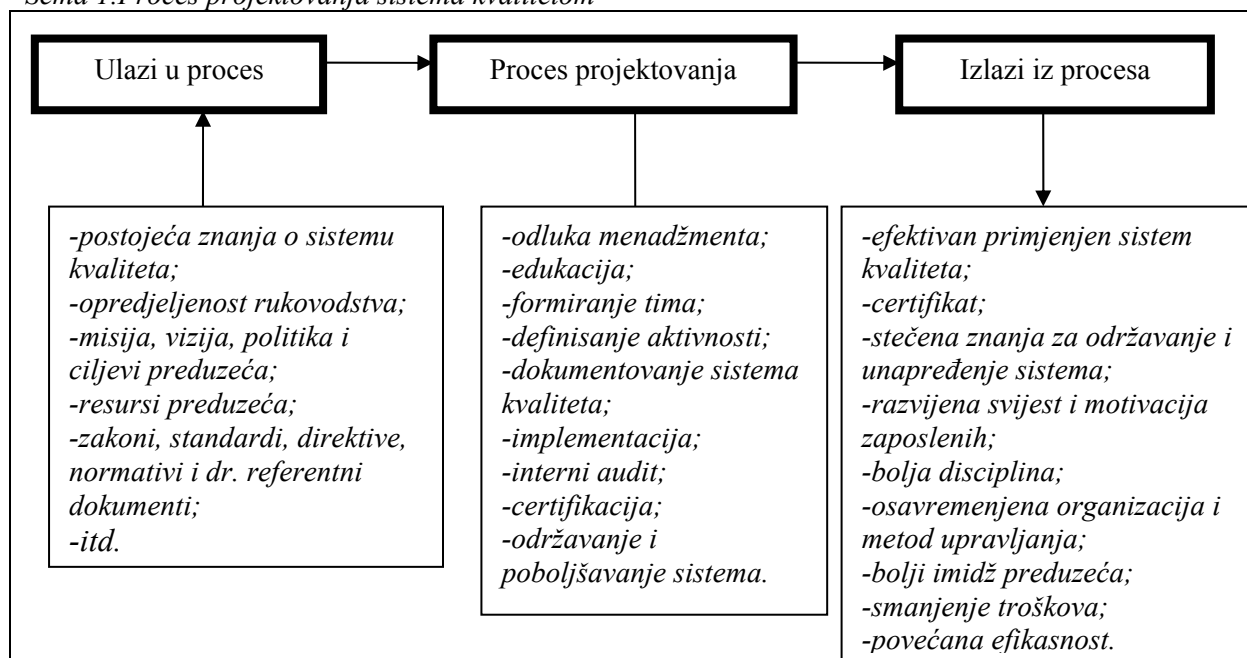 Šema 1.Proces projektovanja sistema kvalitetom
Ulazi u proces
Proces projektovanja
Izlazi iz procesa
-postojeća znanja o sistemu
kvaliteta;
-opredjeljenost rukovodstva;
-misija, vizija, politika i
ciljevi preduzeća;
-resursi preduzeća;
-zakoni, standardi, direktive,
normativi i dr. referentni
dokumenti;
-itd.
-odluka menadžmenta;
-edukacija;
-formiranje tima;
-definisanje aktivnosti;
-dokumentovanje sistema
kvaliteta;
-implementacija;
-interni audit;
-certifikacija;
-održavanje i
poboljšavanje sistema.
-efektivan primjenjen sistem
kvaliteta;
-certifikat;
-stečena znanja za održavanje i
unapređenje sistema;
-razvijena svijest i motivacija
zaposlenih;
-bolja disciplina;
-osavremenjena organizacija i
metod upravljanja;
-bolji imidž preduzeća;
-smanjenje troškova;
-povećana efikasnost.